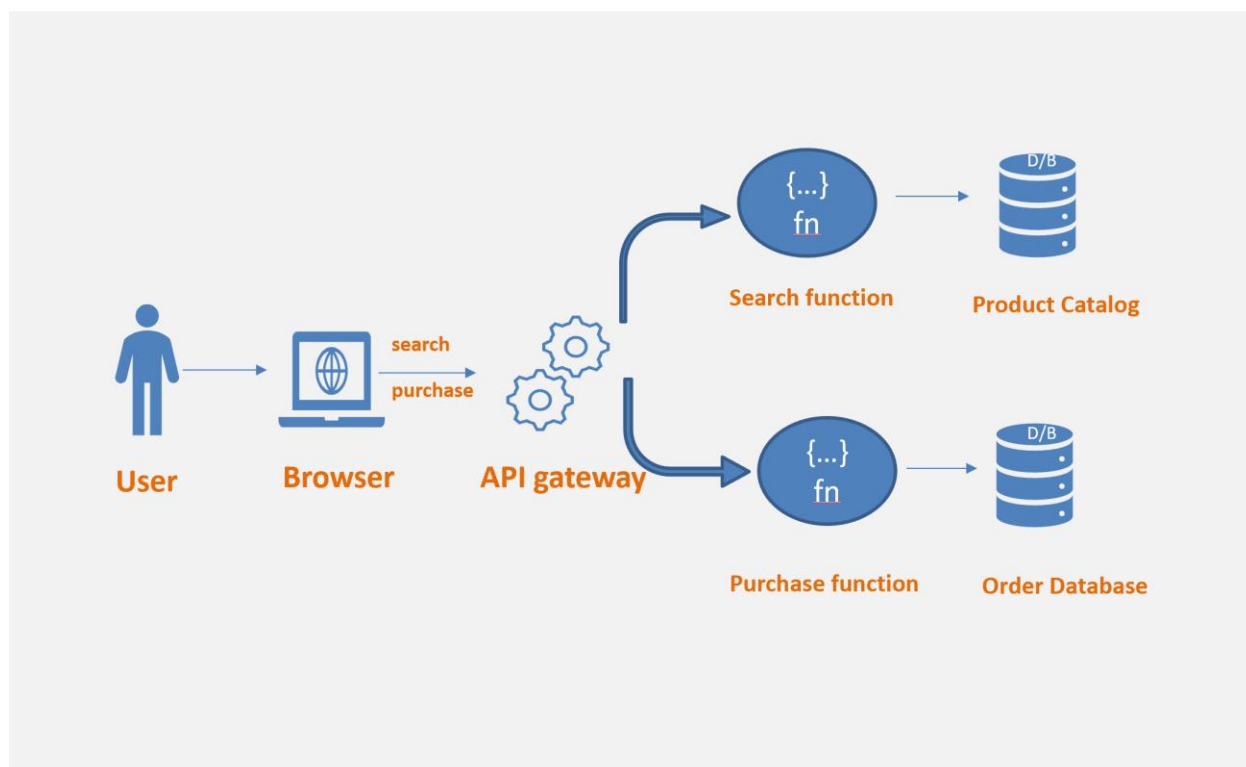 D/B
{...}
fn
Search function
Product Catalog
search
purchase
User
Browser
API gateway
{...}
fn
D/B
Purchase function
Order Database